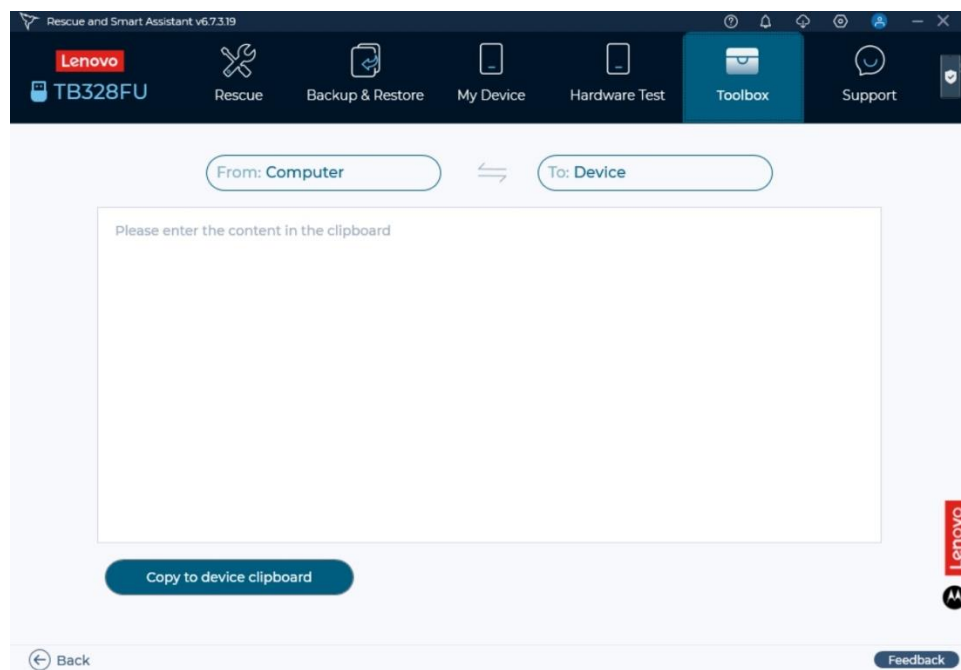 Rescue and Smart Assistant v6.7.3.19
Lenovo
TB328FU
Rescue
Backup & Restore
My Device
Hardware Test
Toolbox
Support
From: Computer
To: Device
Please enter the content in the clipboard
Copy to device clipboard
Lenovo
Back
Feedback